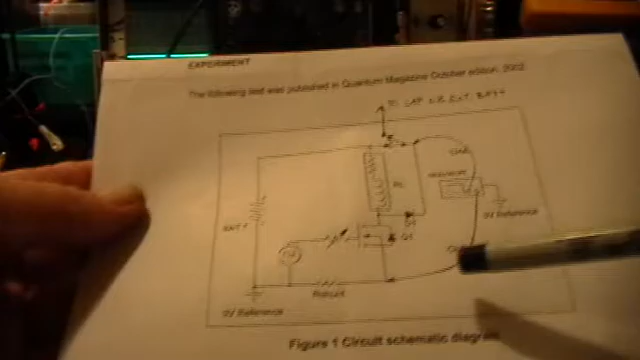 EXPERIMENT
The following test was published in Quantum Magazine October edition, 2002
TO CAP OR EXT. BATT
BATT
RL
D1
Q1
0V Reference
Rshunt
0V Reference
Figure 1 Circuit schematic diagram